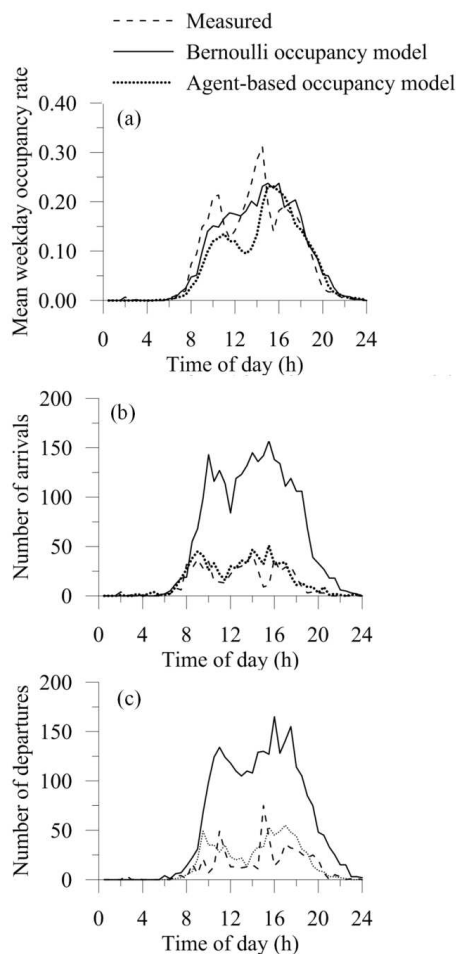 Measured
Bernoulli occupancy model
Agent-based occupancy model
Mean weekday occupancy rate
(a)
0.40
0.30
0.20
0.10
0.00
0 4 8 12 16 20 24
Time of day (h)
Number of arrivals
(b)
200
150
100
50
0
0 4 8 12 16 20 24
Time of day (h)
Number of departures
(c)
200
150
100
50
0
0 4 8 12 16 20 24
Time of day (h)